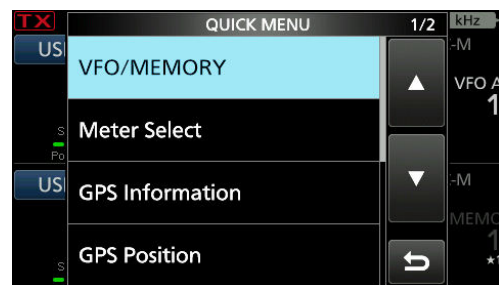 TX
QUICK MENU
1/2
kHz
US
-M
VFO/MEMORY
VFO A
1
Meter Select
S
Po
US
-M
GPS Information
MEMO
1
GPS Position
S